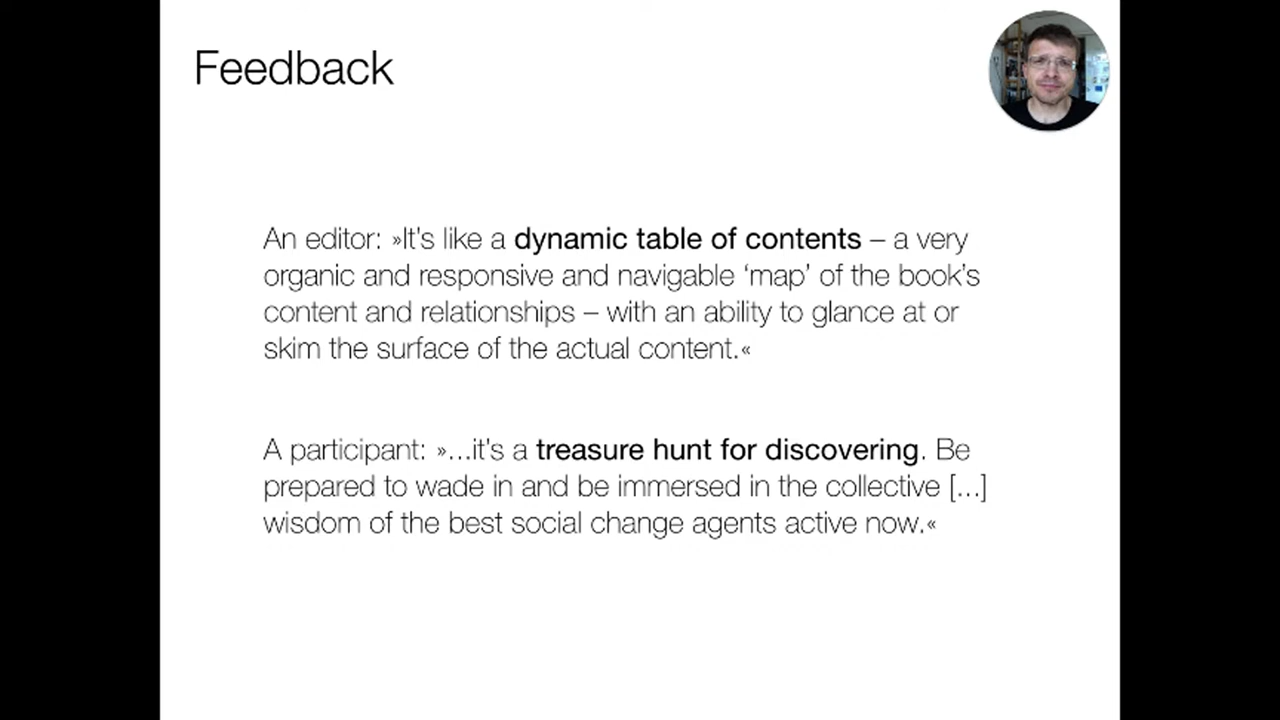 Feedback
An editor: »It's like a dynamic table of contents – a very
organic and responsive and navigable ‘map’ of the book's
content and relationships – with an ability to glance at or
skim the surface of the actual content.«
A participant: »…it's a treasure hunt for discovering. Be
prepared to wade in and be immersed in the collective […]
wisdom of the best social change agents active now.«